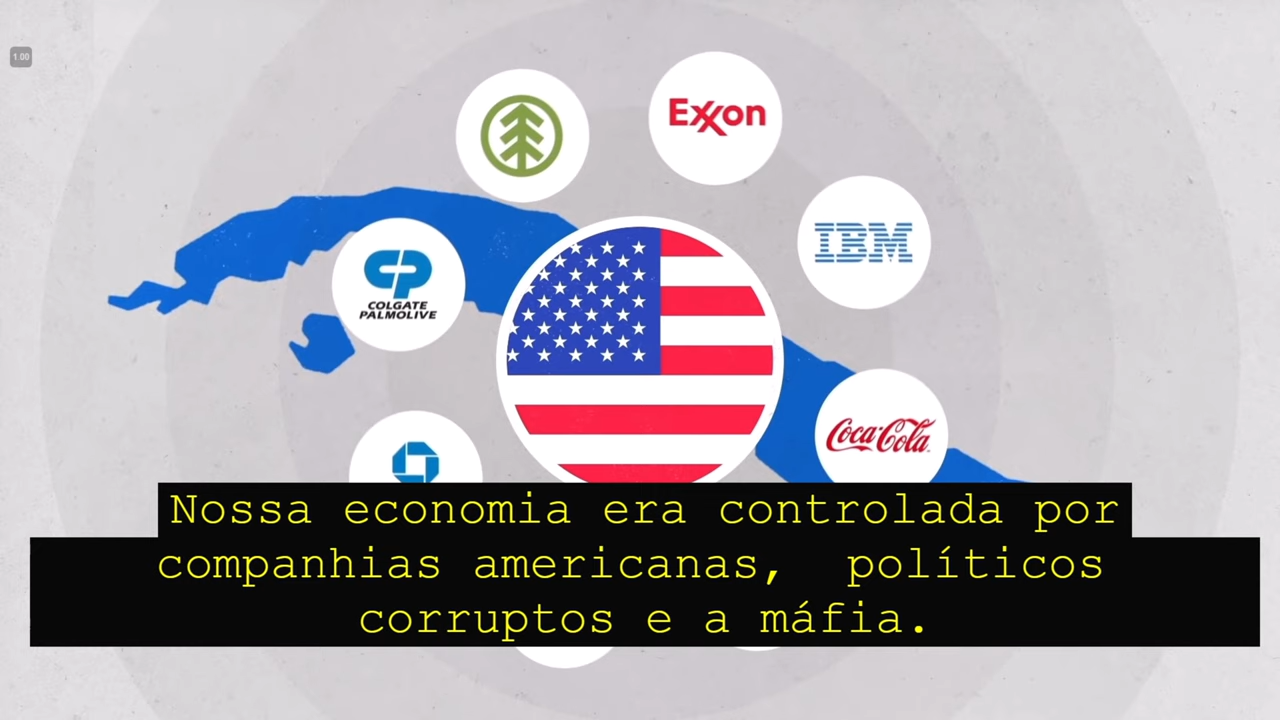 1.00
Exxon
IBM
COLGATE
PALMOLIVE
Coca-Cola
Nossa economia era controlada por
companhias americanas,  políticos
corruptos e a máfia.